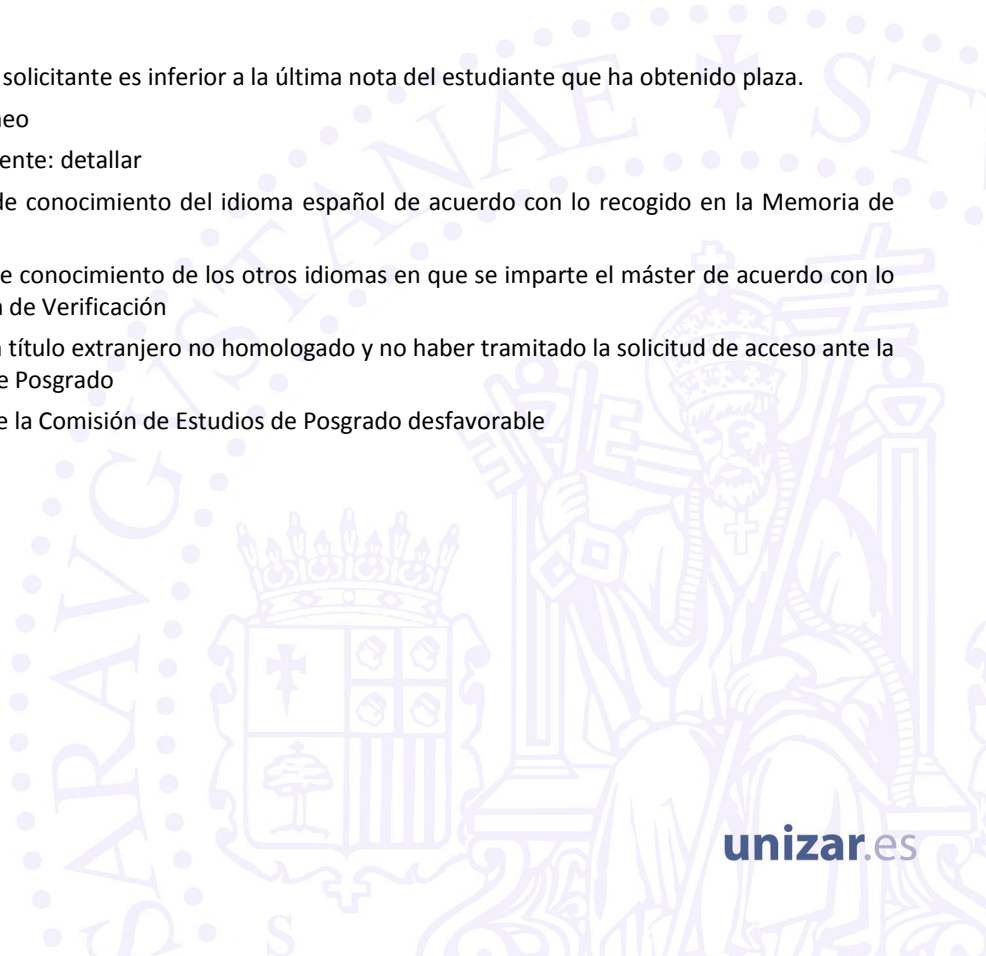 solicitante es inferior a la última nota del estudiante que ha obtenido plaza.
neo
ente: detallar
de conocimiento del idioma español de acuerdo con lo recogido en la Memoria de
e conocimiento de los otros idiomas en que se imparte el máster de acuerdo con lo
a de Verificación
n título extranjero no homologado y no haber tramitado la solicitud de acceso ante la
e Posgrado
e la Comisión de Estudios de Posgrado desfavorable
SARAVGVSTANAE ST
S
unizar.es